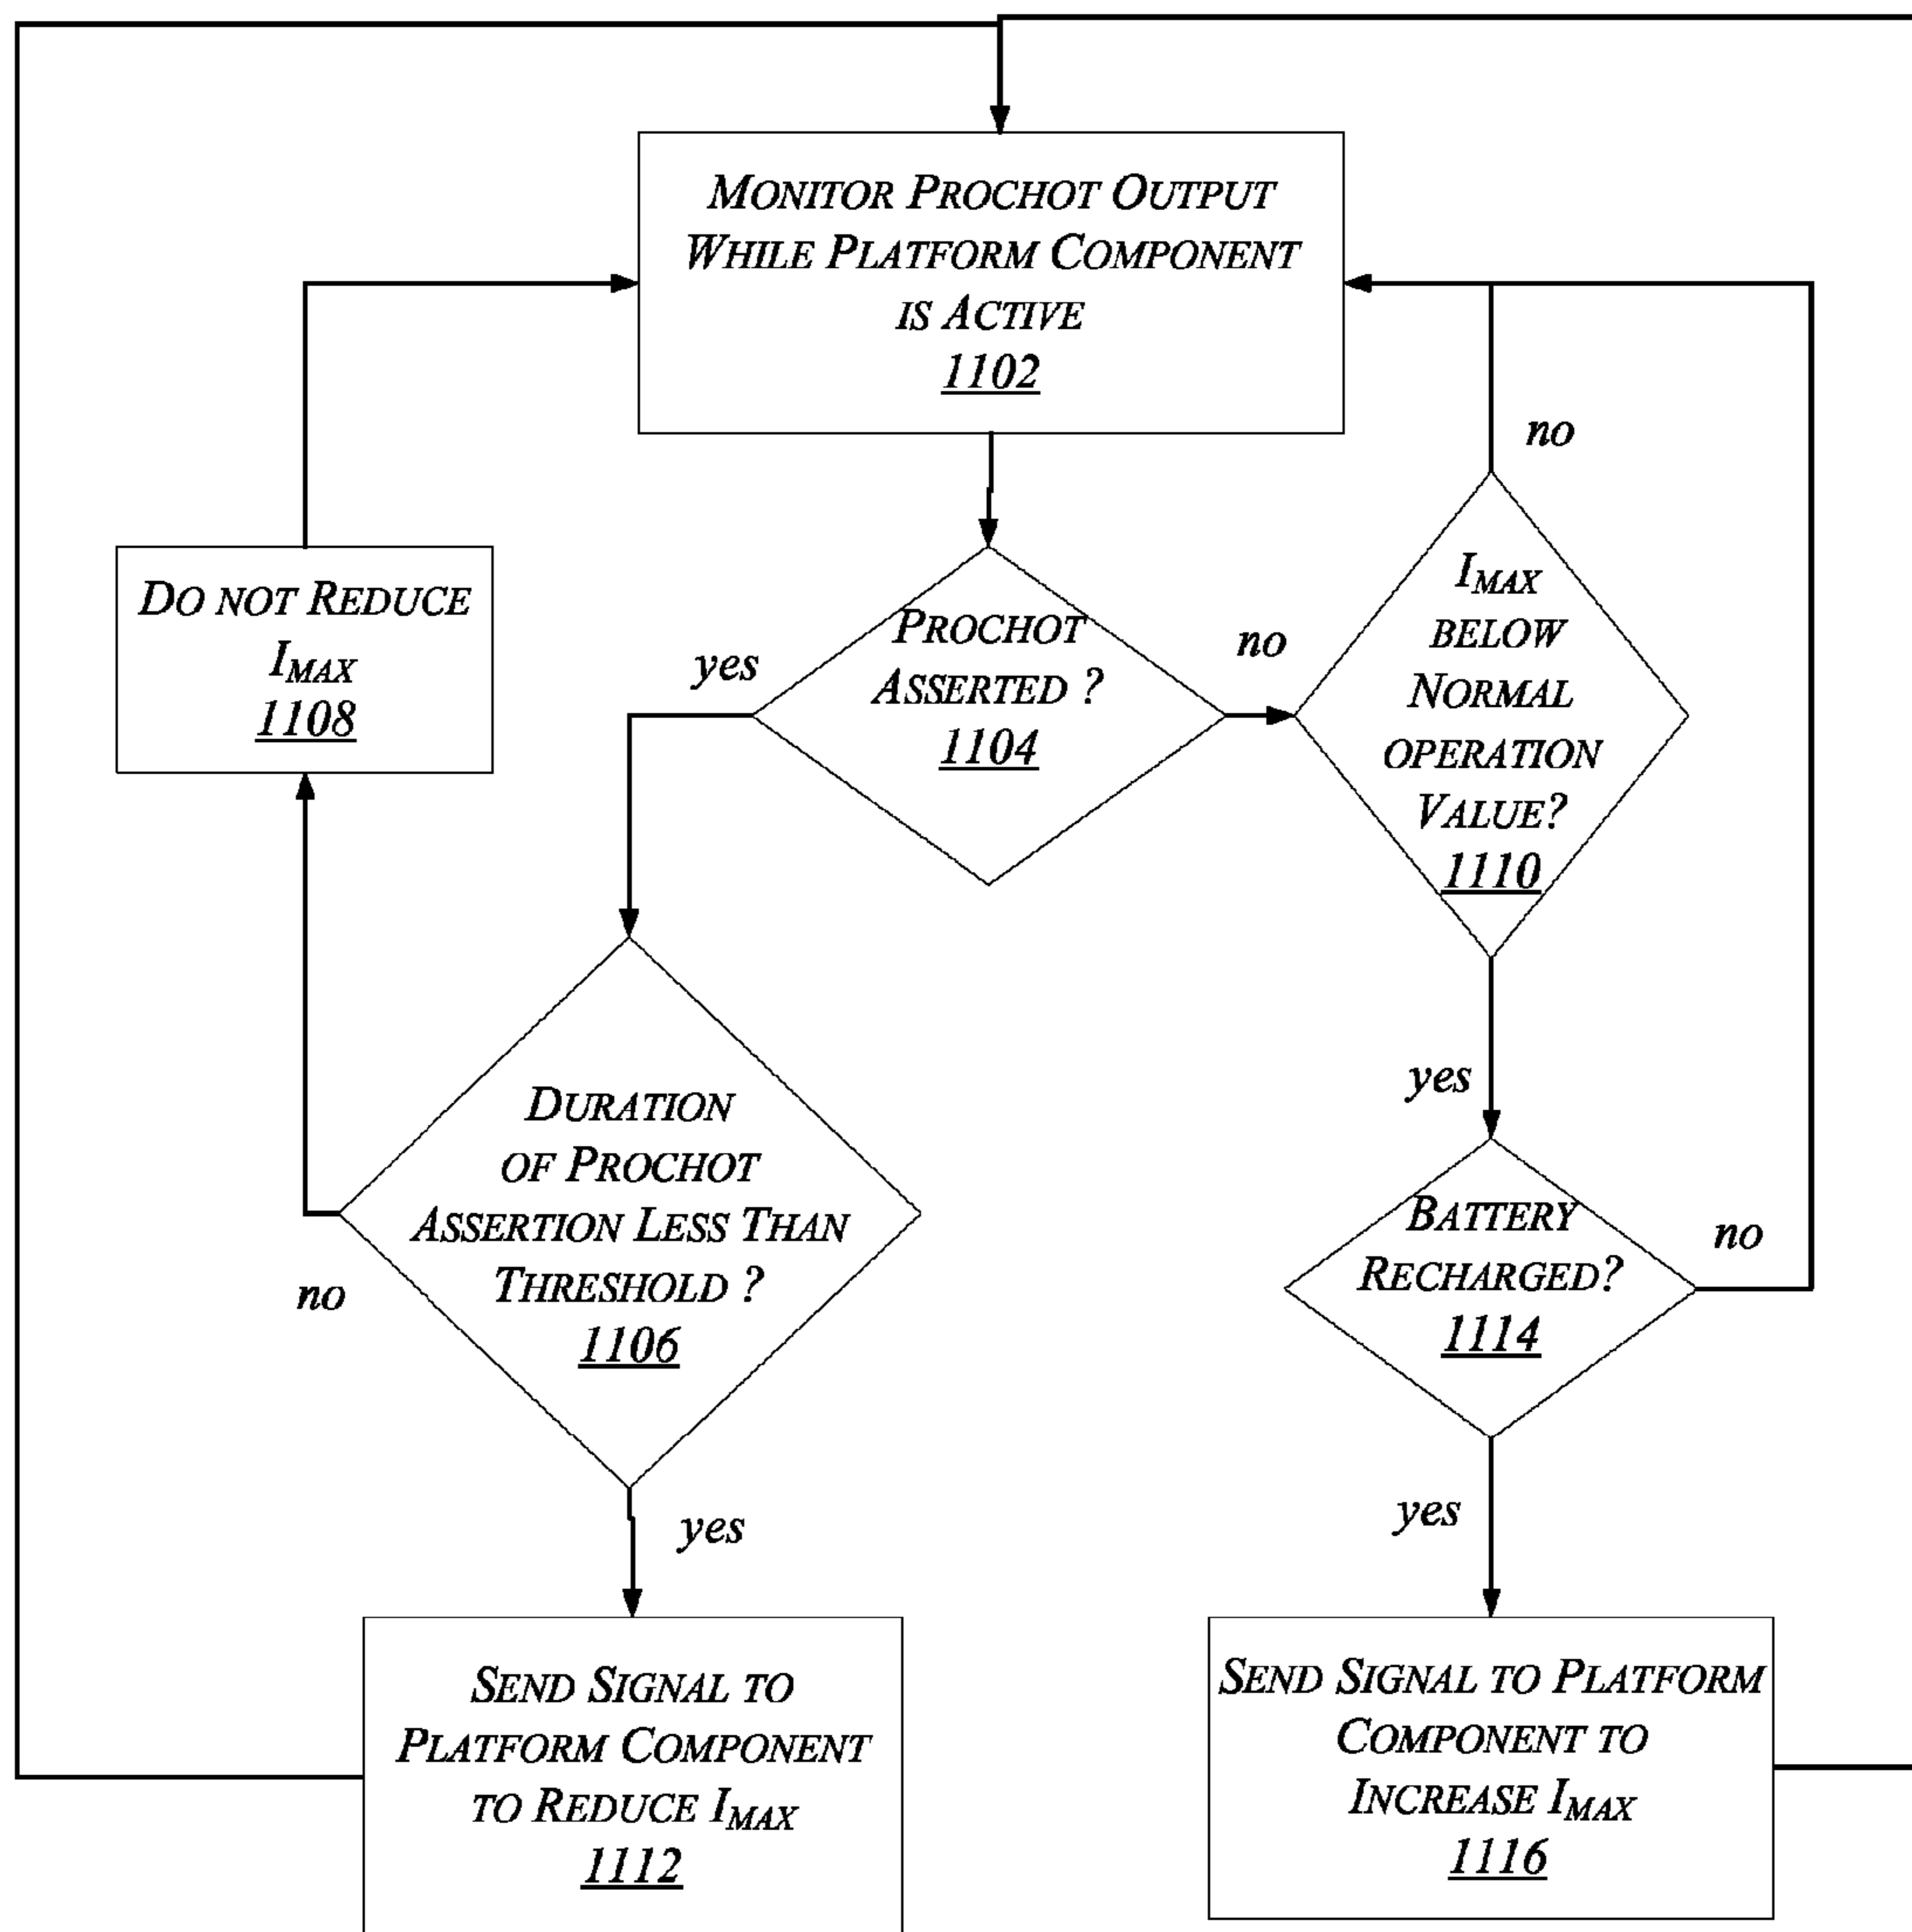 MONITOR PROCHOT OUTPUT
WHILE PLATFORM COMPONENT
IS ACTIVE
1102
no
DO NOT REDUCE
IMAX
1108
yes
PROCHOT
ASSERTED ?
1104
no
IMAX
BELOW
NORMAL
OPERATION
VALUE?
1110
yes
DURATION
OF PROCHOT
ASSERTION LESS THAN
THRESHOLD ?
1106
no
yes
BATTERY
RECHARGED?
1114
no
yes
SEND SIGNAL TO
PLATFORM COMPONENT
TO REDUCE IMAX
1112
SEND SIGNAL TO PLATFORM
COMPONENT TO
INCREASE IMAX
1116